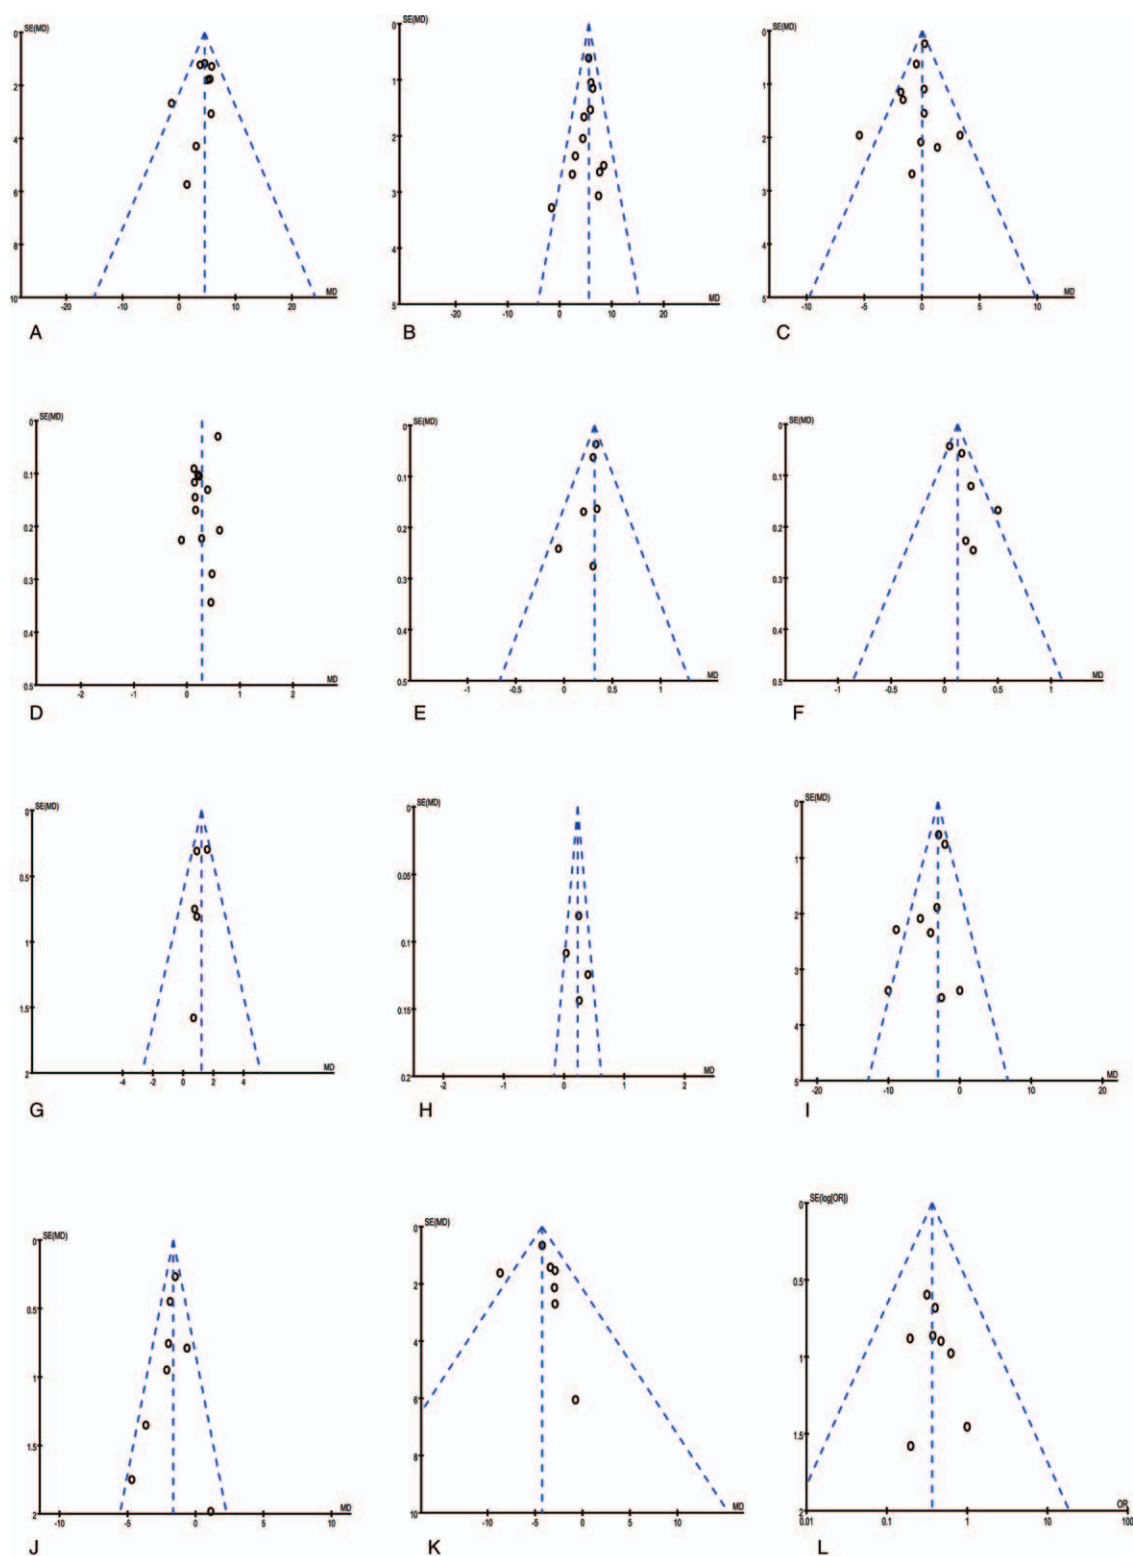 SE(MD)
0
2
4
6
8
10
-20 -10 0 10 20
MD
A
SE(MD)
0
1
2
3
4
5
-20 -10 0 10 20
MD
B
SE(MD)
0
1
2
3
4
5
-10 -5 0 5 10
MD
C
SE(MD)
0
0.1
0.2
0.3
0.4
0.5
-2 -1 0 1 2
MD
D
SE(MD)
0
0.1
0.2
0.3
0.4
0.5
-1 -0.5 0 0.5 1
MD
E
SE(MD)
0
0.1
0.2
0.3
0.4
0.5
-1 -0.5 0 0.5 1
MD
F
SE(MD)
0
0.5
1
1.5
2
-4 -2 0 2 4
MD
G
SE(MD)
0
0.05
0.1
0.15
0.2
-2 -1 0 1 2
MD
H
SE(MD)
0
1
2
3
4
5
-20 -10 0 10 20
MD
I
SE(MD)
0
0.5
1
1.5
2
-10 -5 0 5 10
MD
J
SE(MD)
0
2
4
6
8
10
-10 -5 0 5 10
MD
K
SE(log[OR])
0
0.5
1
1.5
2
0.01 0.1 1 10 100
OR
L